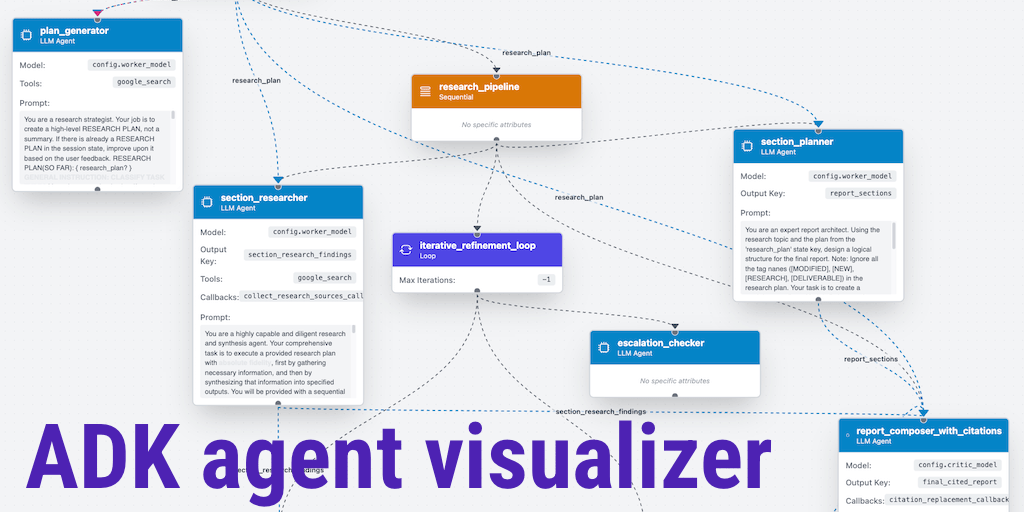 plan_generator
LLM Agent
Model: config.worker_model
Tools: google_search
Prompt:
You are a research strategist. Your job is to
create a high-level RESEARCH PLAN, not a
summary. If there is already a RESEARCH
PLAN in the session state, improve upon it
based on the user feedback. RESEARCH
PLAN(SO FAR): { research_plan? }
GENERAL INSTRUCTION: CLASSIFY TASK
research_plan
research_plan
research_pipeline
Sequential
No specific attributes
section_planner
LLM Agent
Model: config.worker_model
Output Key: report_sections
Prompt:
You are an expert report architect. Using the
research topic and the plan from the
'research_plan' state key, design a logical
structure for the final report. Note: Ignore all
the tag nanes ([MODIFIED], [NEW],
[RESEARCH], [DELIVERABLE]) in the
research plan. Your task is to create a
section_researcher
LLM Agent
Model: config.worker_model
Output
Key: section_research_findings
Tools: google_search
Callbacks: collect_research_sources_call
Prompt:
You are a highly capable and diligent research
and synthesis agent. Your comprehensive
task is to execute a provided research plan
with absolute fidelity, first by gathering
necessary information, and then by
synthesizing that information into specified
outputs. You will be provided with a sequential
research_plan
iterative_refinement_loop
Loop
Max Iterations: −1
escalation_checker
LLM Agent
No specific attributes
report_sections
section_research_findings
report_composer_with_citations
LLM Agent
Model: config.critic_model
Output Key: final_cited_report
Callbacks: citation_replacement_callback
ADK agent visualizer